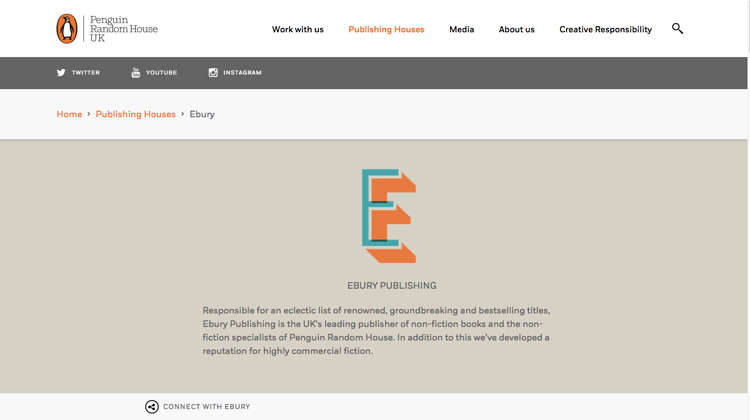 Penguin
Random House
UK
Work with us
Publishing Houses
Media
About us
Creative Responsibility
TWITTER
YOUTUBE
INSTAGRAM
Home › Publishing Houses › Ebury
E
EBURY PUBLISHING
Responsible for an eclectic list of renowned, groundbreaking and bestselling titles,
Ebury Publishing is the UK's leading publisher of non-fiction books and the non-
fiction specialists of Penguin Random House. In addition to this we've developed a
reputation for highly commercial fiction.
CONNECT WITH EBURY